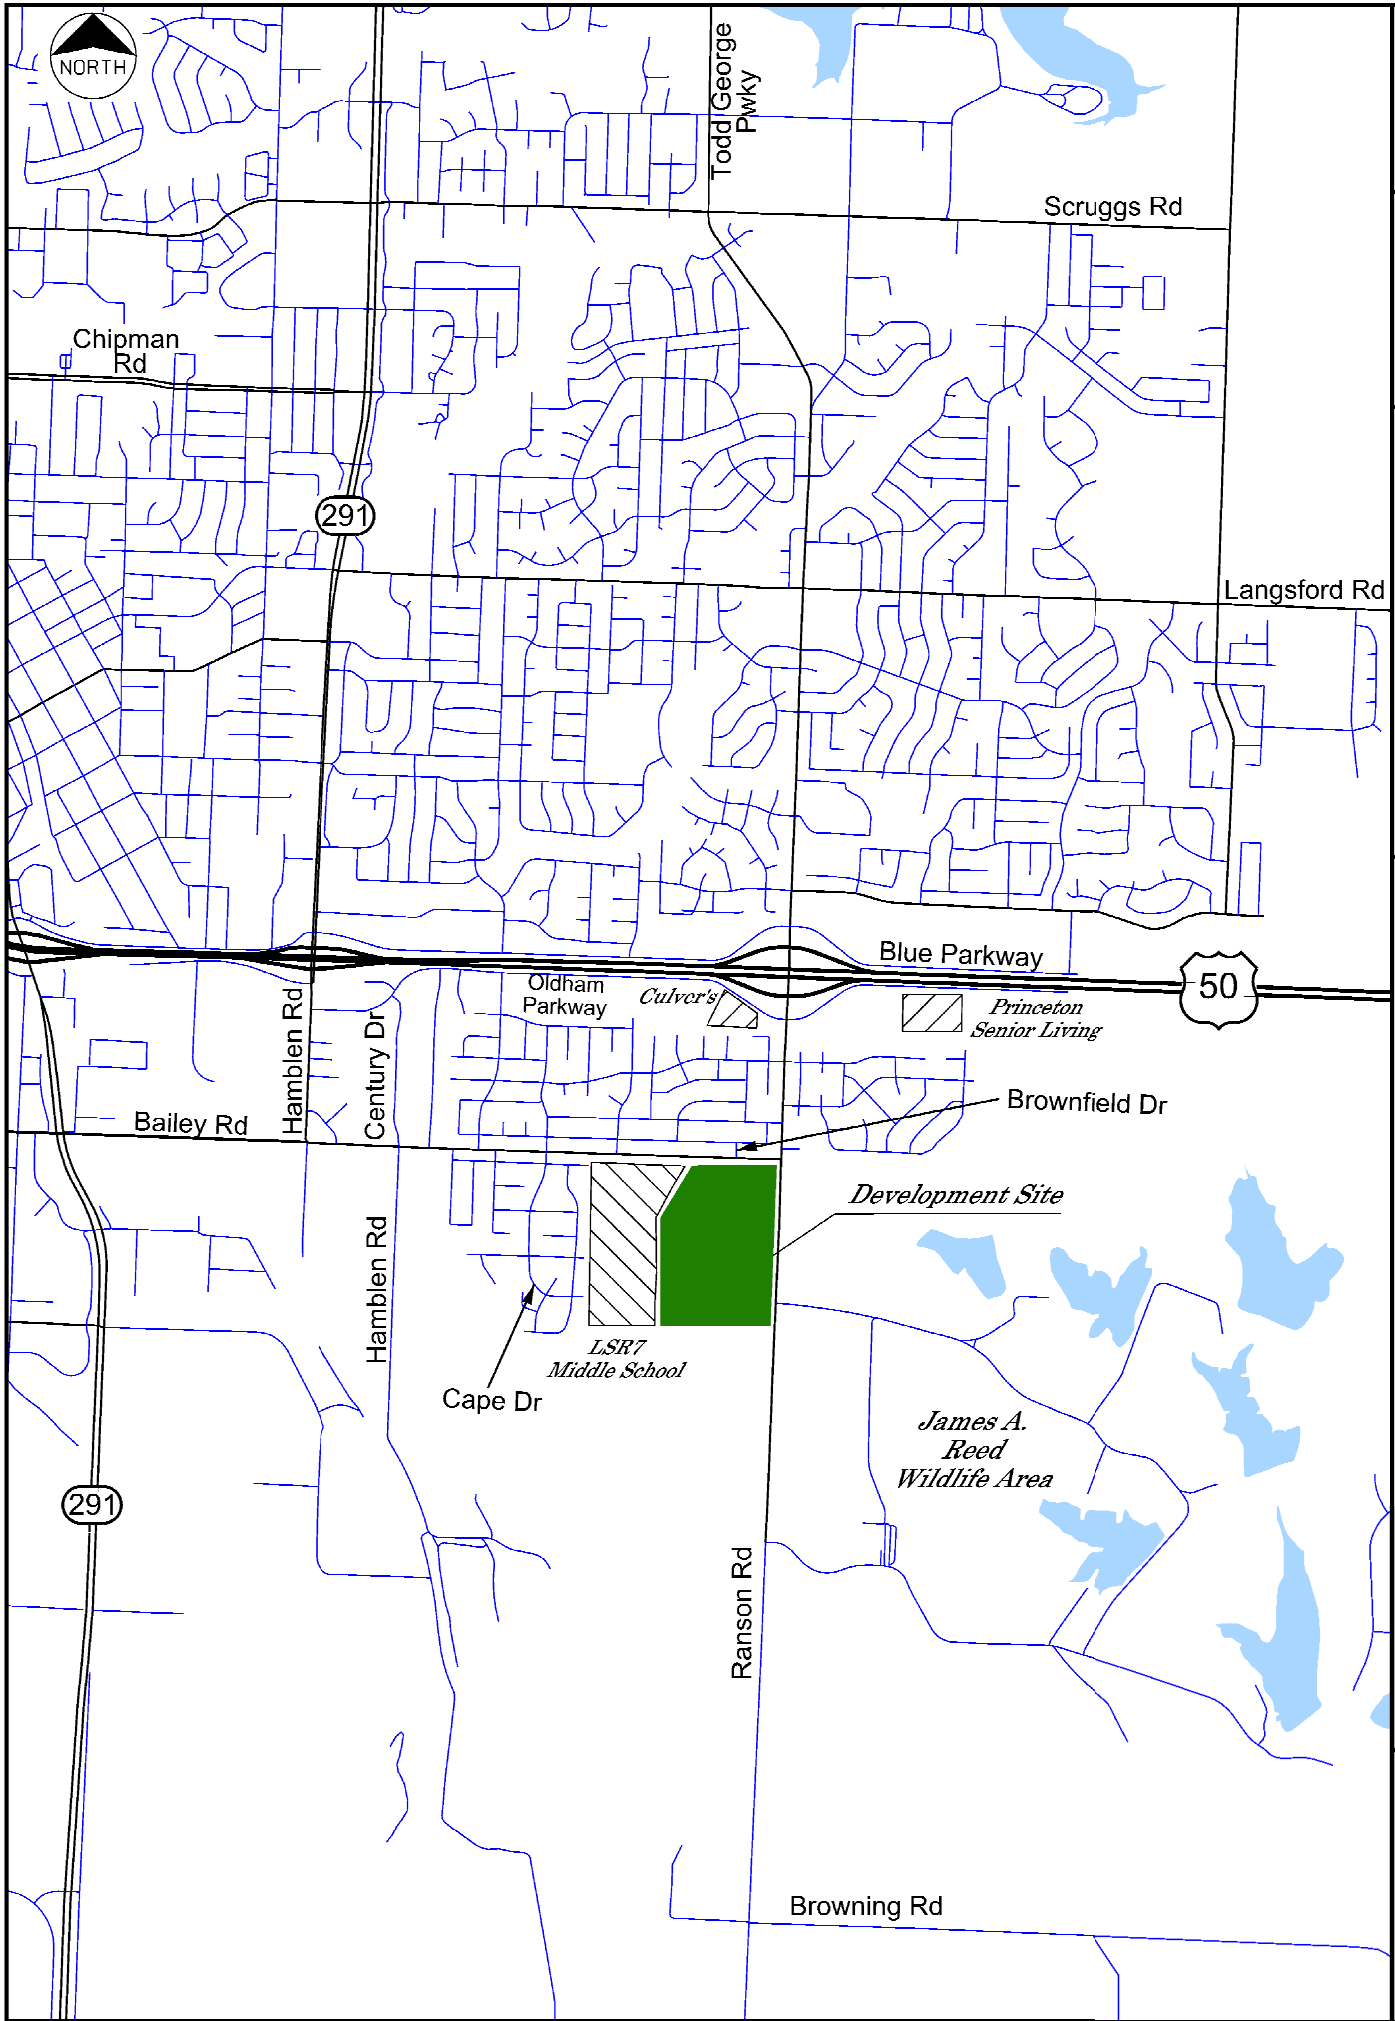 NORTH
Todd George
Pwky
Scruggs Rd
Chipman
Rd
291
Langsford Rd
Blue Parkway
50
Oldham
Parkway
Culver's
Princeton
Senior Living
Hamblen Rd
Century Dr
Brownfield Dr
Bailey Rd
Development Site
Hamblen Rd
LSR7
Middle School
Cape Dr
James A.
Reed
Wildlife Area
291
Ranson Rd
Browning Rd